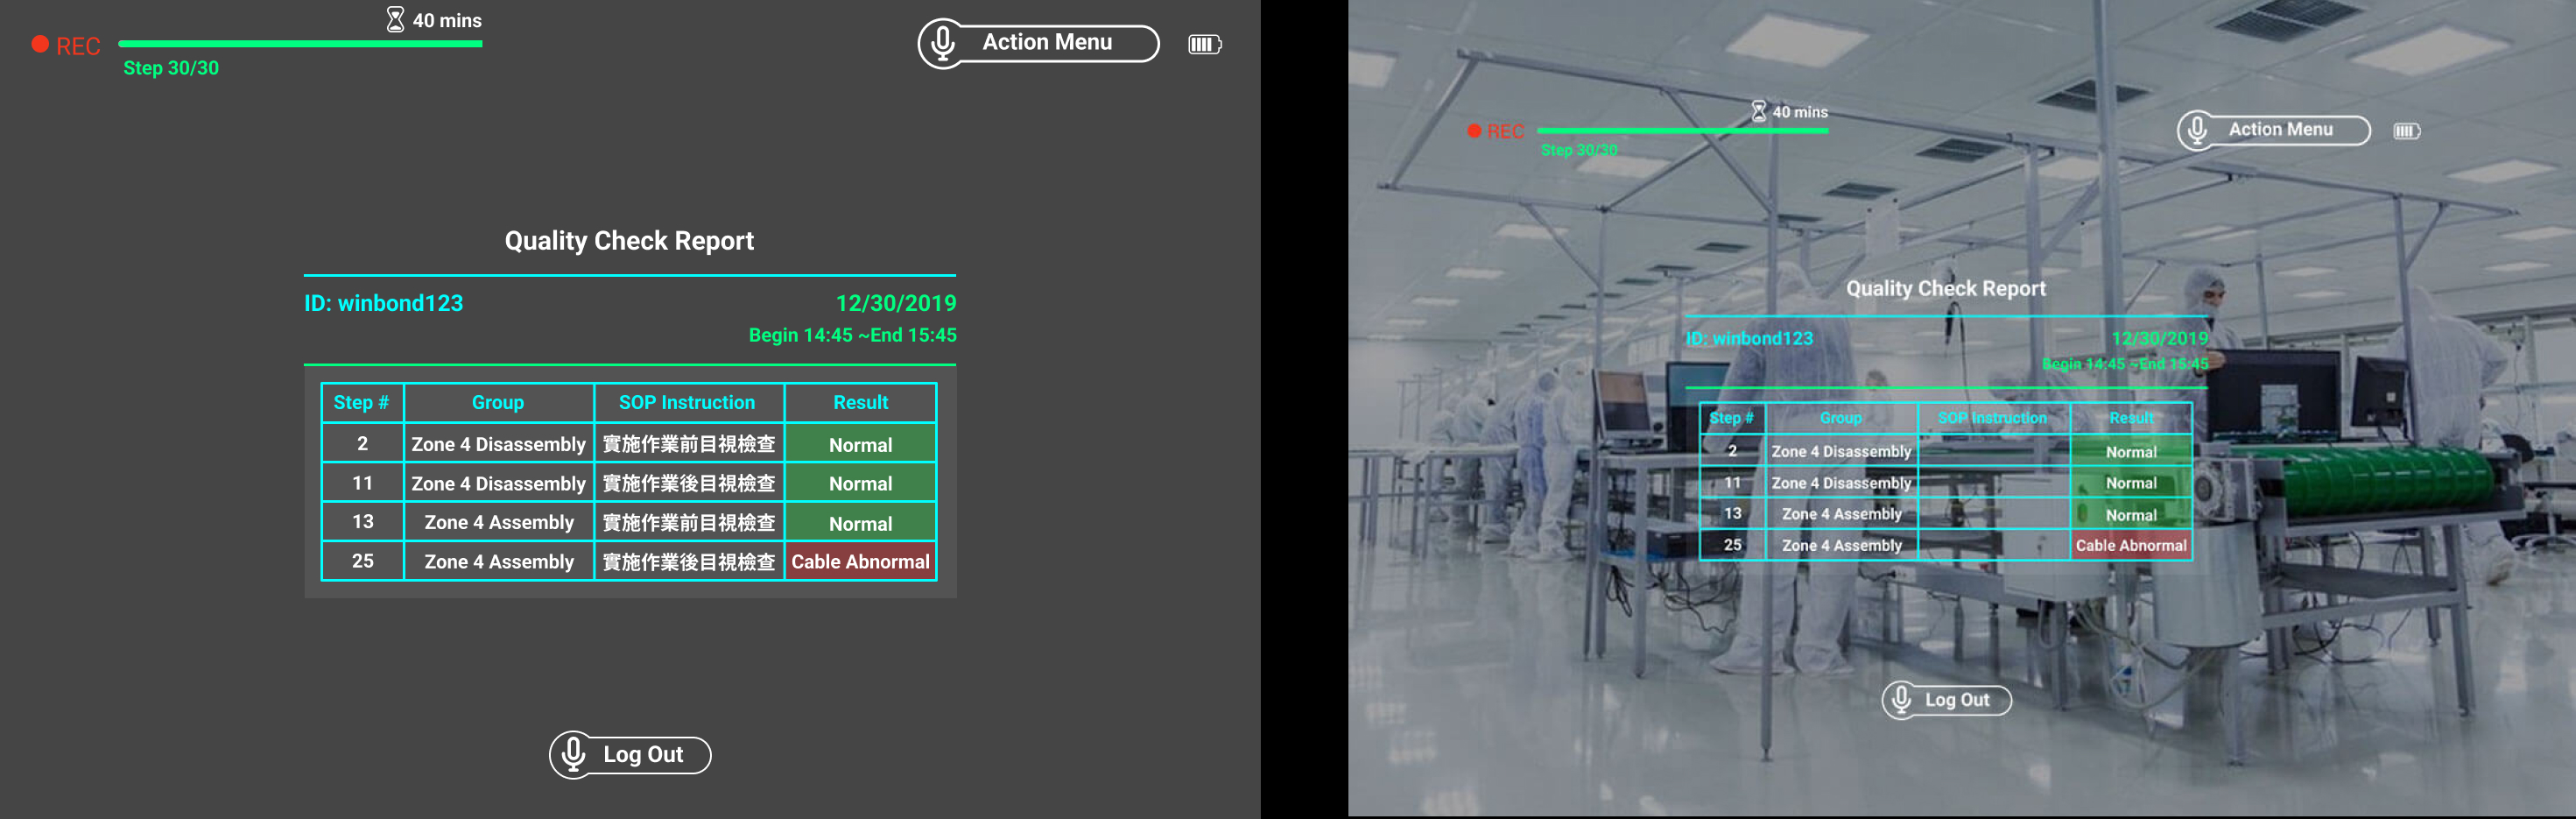 40 mins
REC
Step 30/30
Action Menu
Quality Check Report
ID: winbond123
12/30/2019
Begin 14:45 ~End 15:45
Step # Group SOP Instruction Result
2 Zone 4 Disassembly 實施作業前目視檢查 Normal
11 Zone 4 Disassembly 實施作業後目視檢查 Normal
13 Zone 4 Assembly 實施作業前目視檢查 Normal
25 Zone 4 Assembly 實施作業後目視檢查 Cable Abnormal
Log Out
40 mins
REC
Step 30/30
Action Menu
Quality Check Report
ID: winbond123
12/30/2019
Begin 14:45 ~End 15:45
Step # Group SOP Instruction Result
2 Zone 4 Disassembly Normal
11 Zone 4 Disassembly Normal
13 Zone 4 Assembly Normal
25 Zone 4 Assembly Cable Abnormal
Log Out